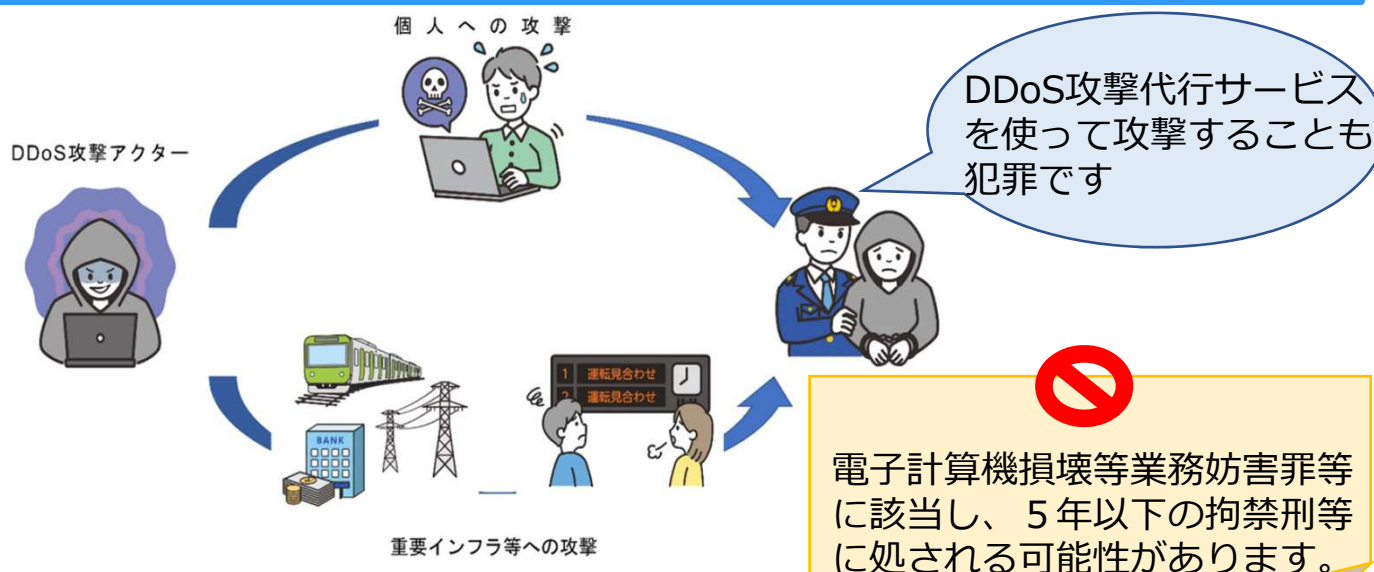 個人への攻撃
DDoS攻撃代行サービス
を使って攻撃することも
犯罪です
DDoS攻撃アクター
1 運転見合わせ
2 運転見合わせ
BANK
電子計算機損壊等業務妨害罪等
に該当し、５年以下の拘禁刑等
に処される可能性があります。
重要インフラ等への攻撃